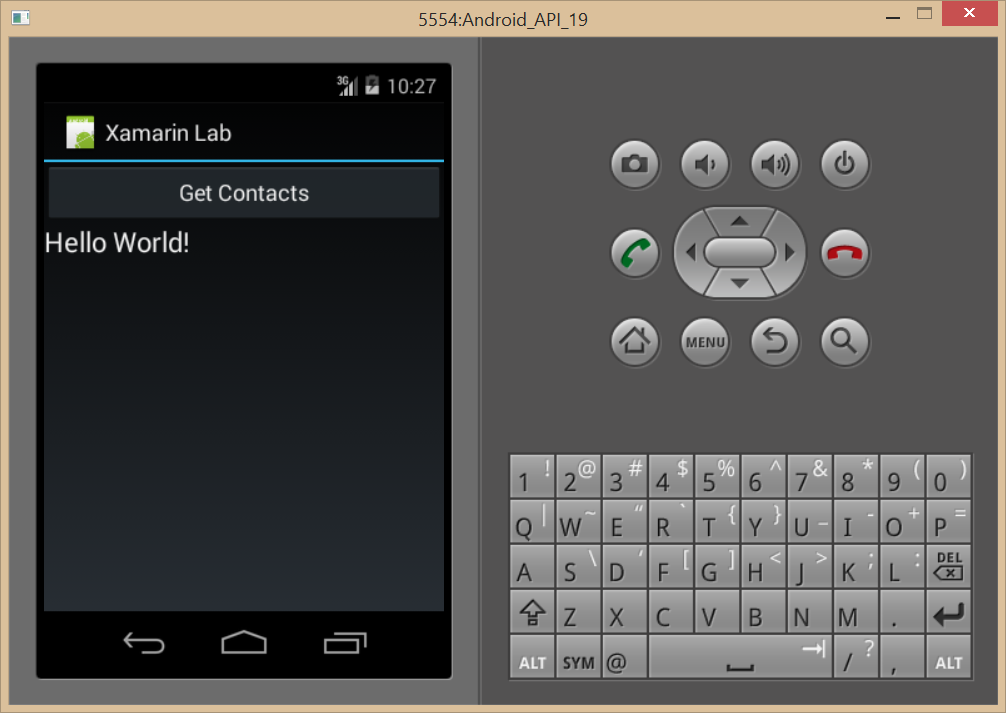 5554:Android_API_19
3G 10:27
Xamarin Lab
Get Contacts
Hello World!
MENU
1 ! 2 @ 3 # 4 $ 5 % 6 ^ 7 & 8 * 9 ( 0 )
Q | W ~ E “ R ` T { Y } U _ I - O + P =
A S \ D ‘ F [ G ] H < J > K ; L : DEL
Z X C V B N M .
ALT SYM @ / ? , ALT